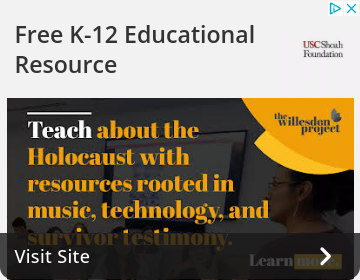 Free K-12 Educational
Resource
USC Shoah
Foundation
the
willesden
project
Teach about the
Holocaust with
resources rooted in
music, technology, and
survivor testimony.
Learn more
Visit Site